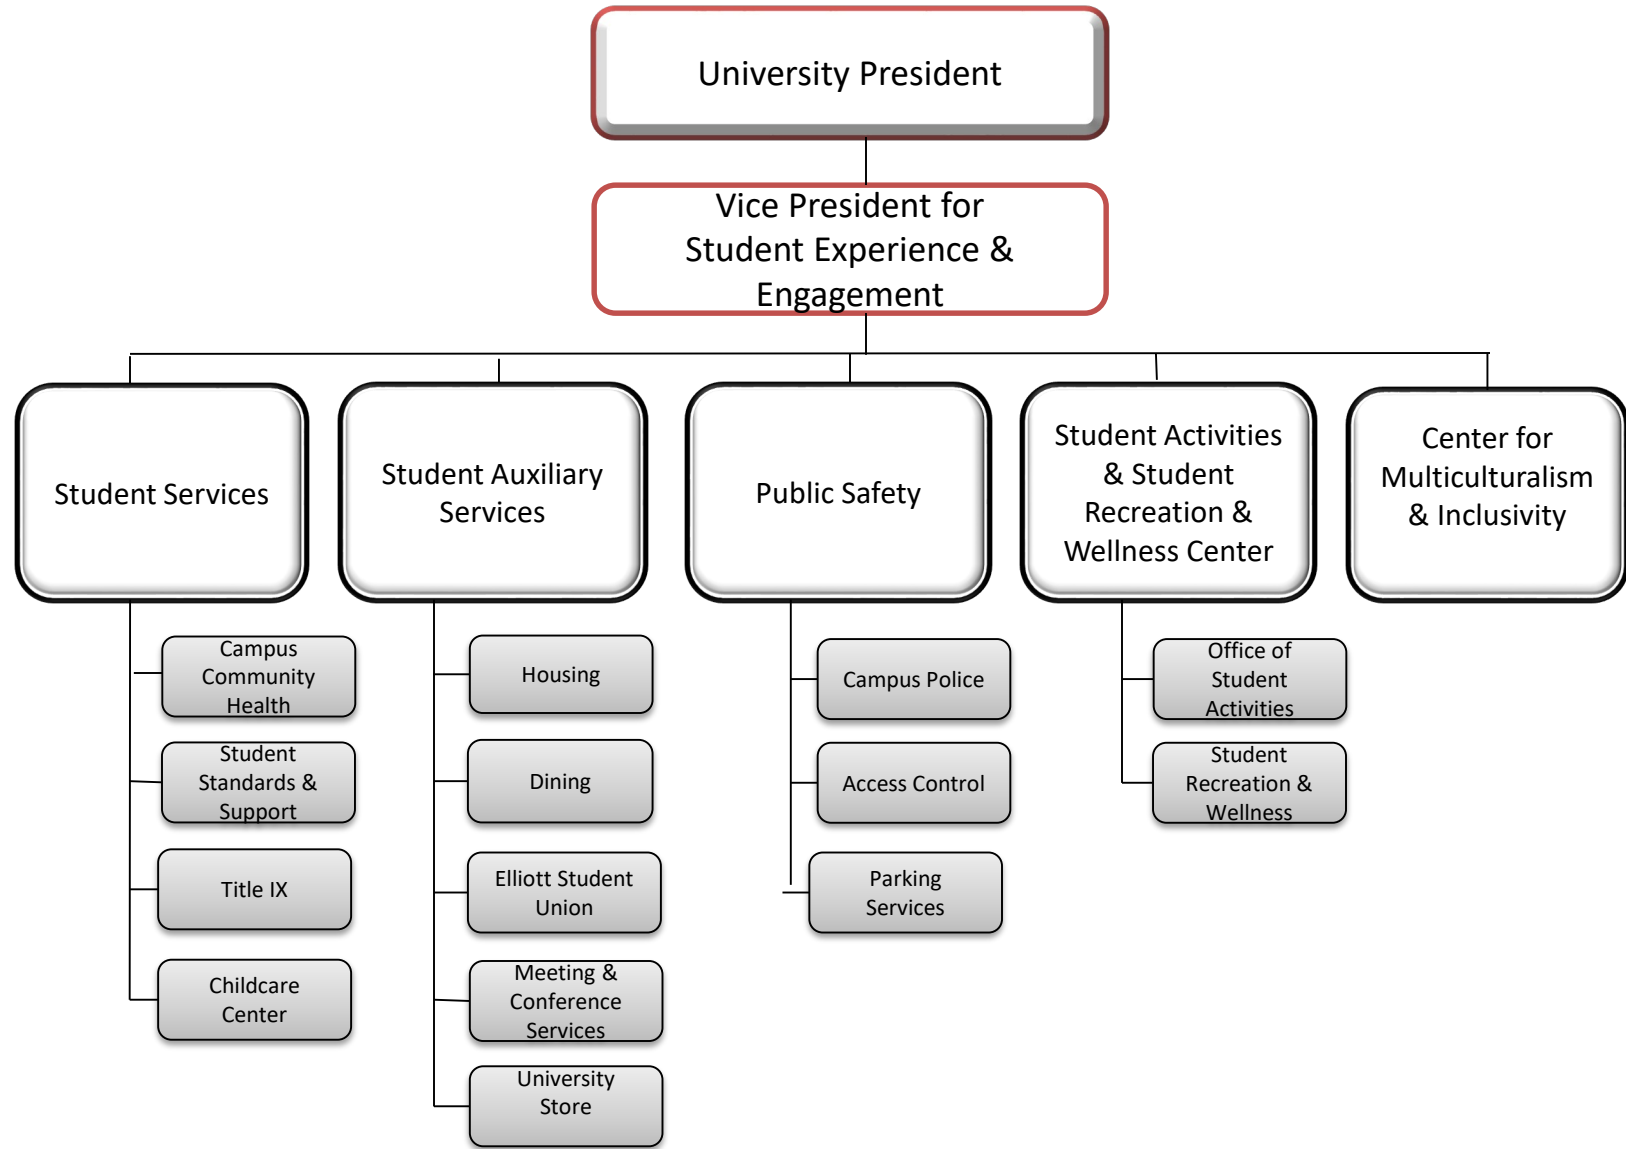 University President
Vice President for
Student Experience &
Engagement
Student Services
Student Auxiliary
Services
Public Safety
Student Activities
& Student
Recreation &
Wellness Center
Center for
Multiculturalism
& Inclusivity
Campus
Community
Health
Student
Standards &
Support
Title IX
Childcare
Center
Housing
Dining
Elliott Student
Union
Meeting &
Conference
Services
University
Store
Campus Police
Access Control
Parking
Services
Office of
Student
Activities
Student
Recreation &
Wellness